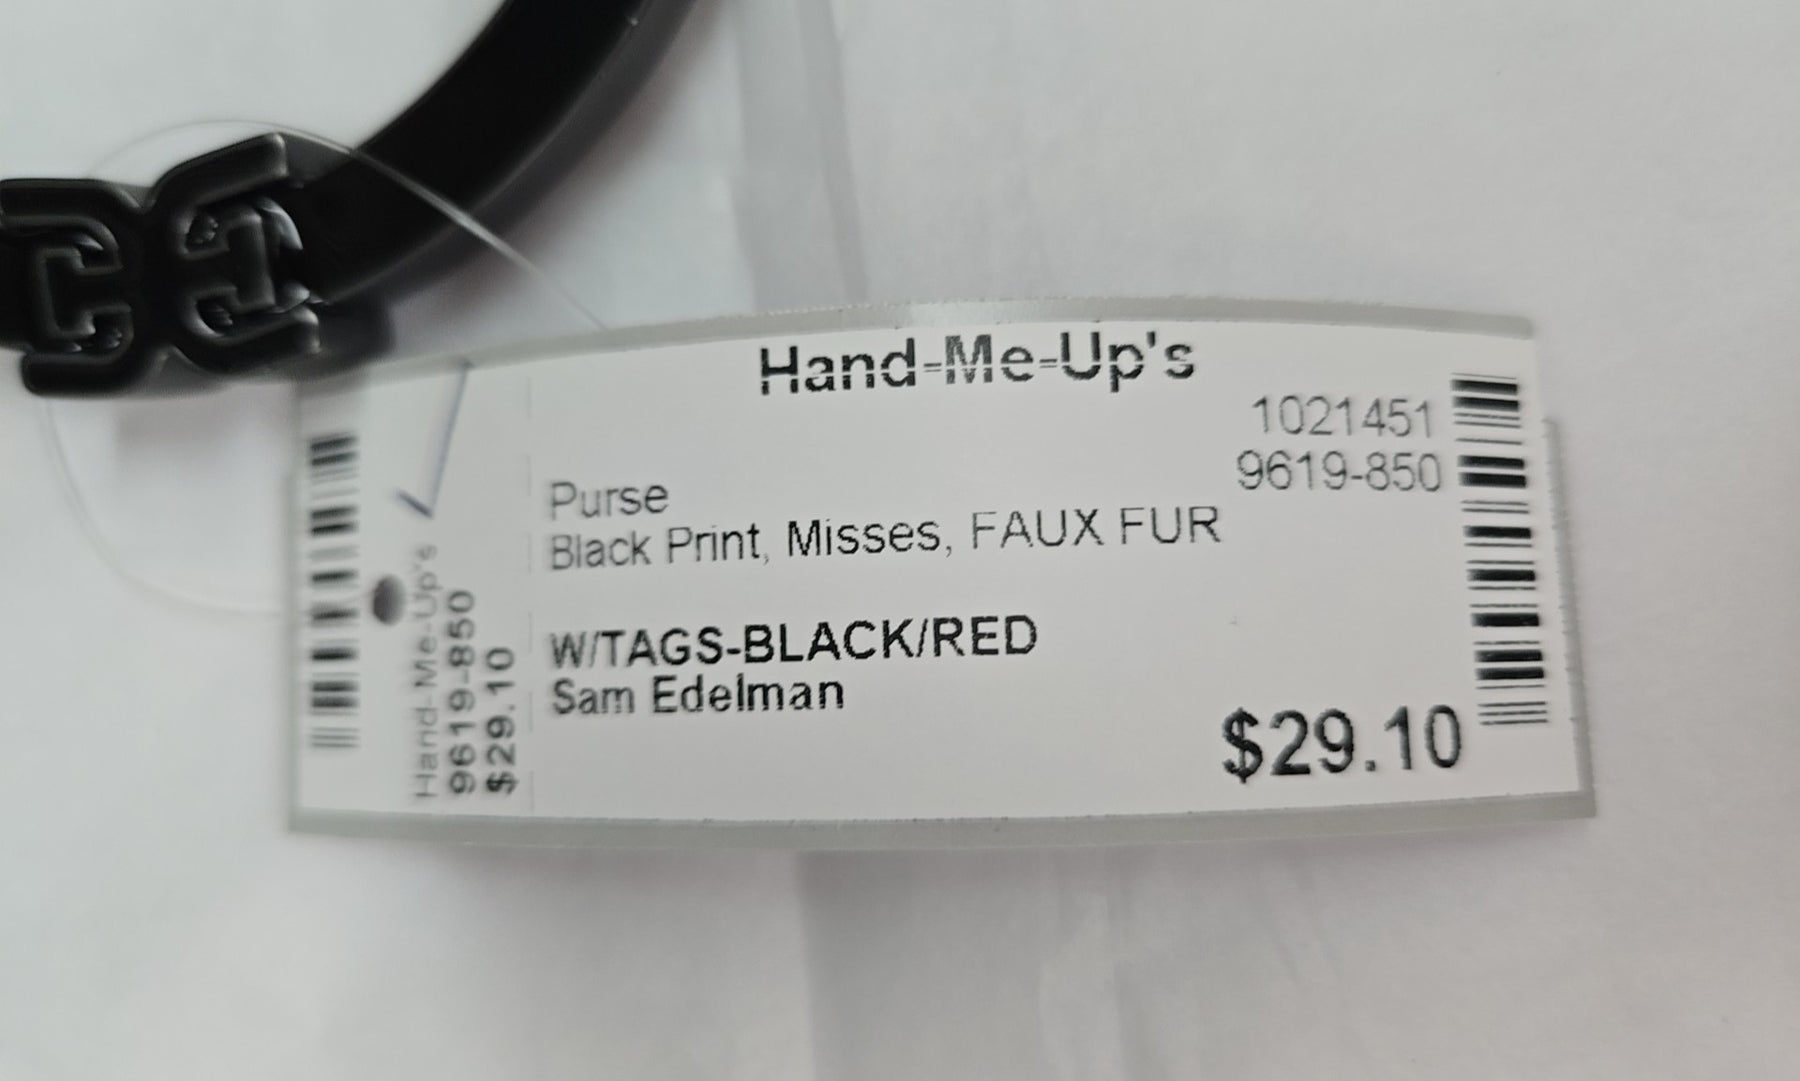 Hand-Me-Up's
1021451
9619-850
Purse
Black Print, Misses, FAUX FUR
W/TAGS-BLACK/RED
Sam Edelman
$29.10
Hand-Me-Up's
9619-850
$29.10